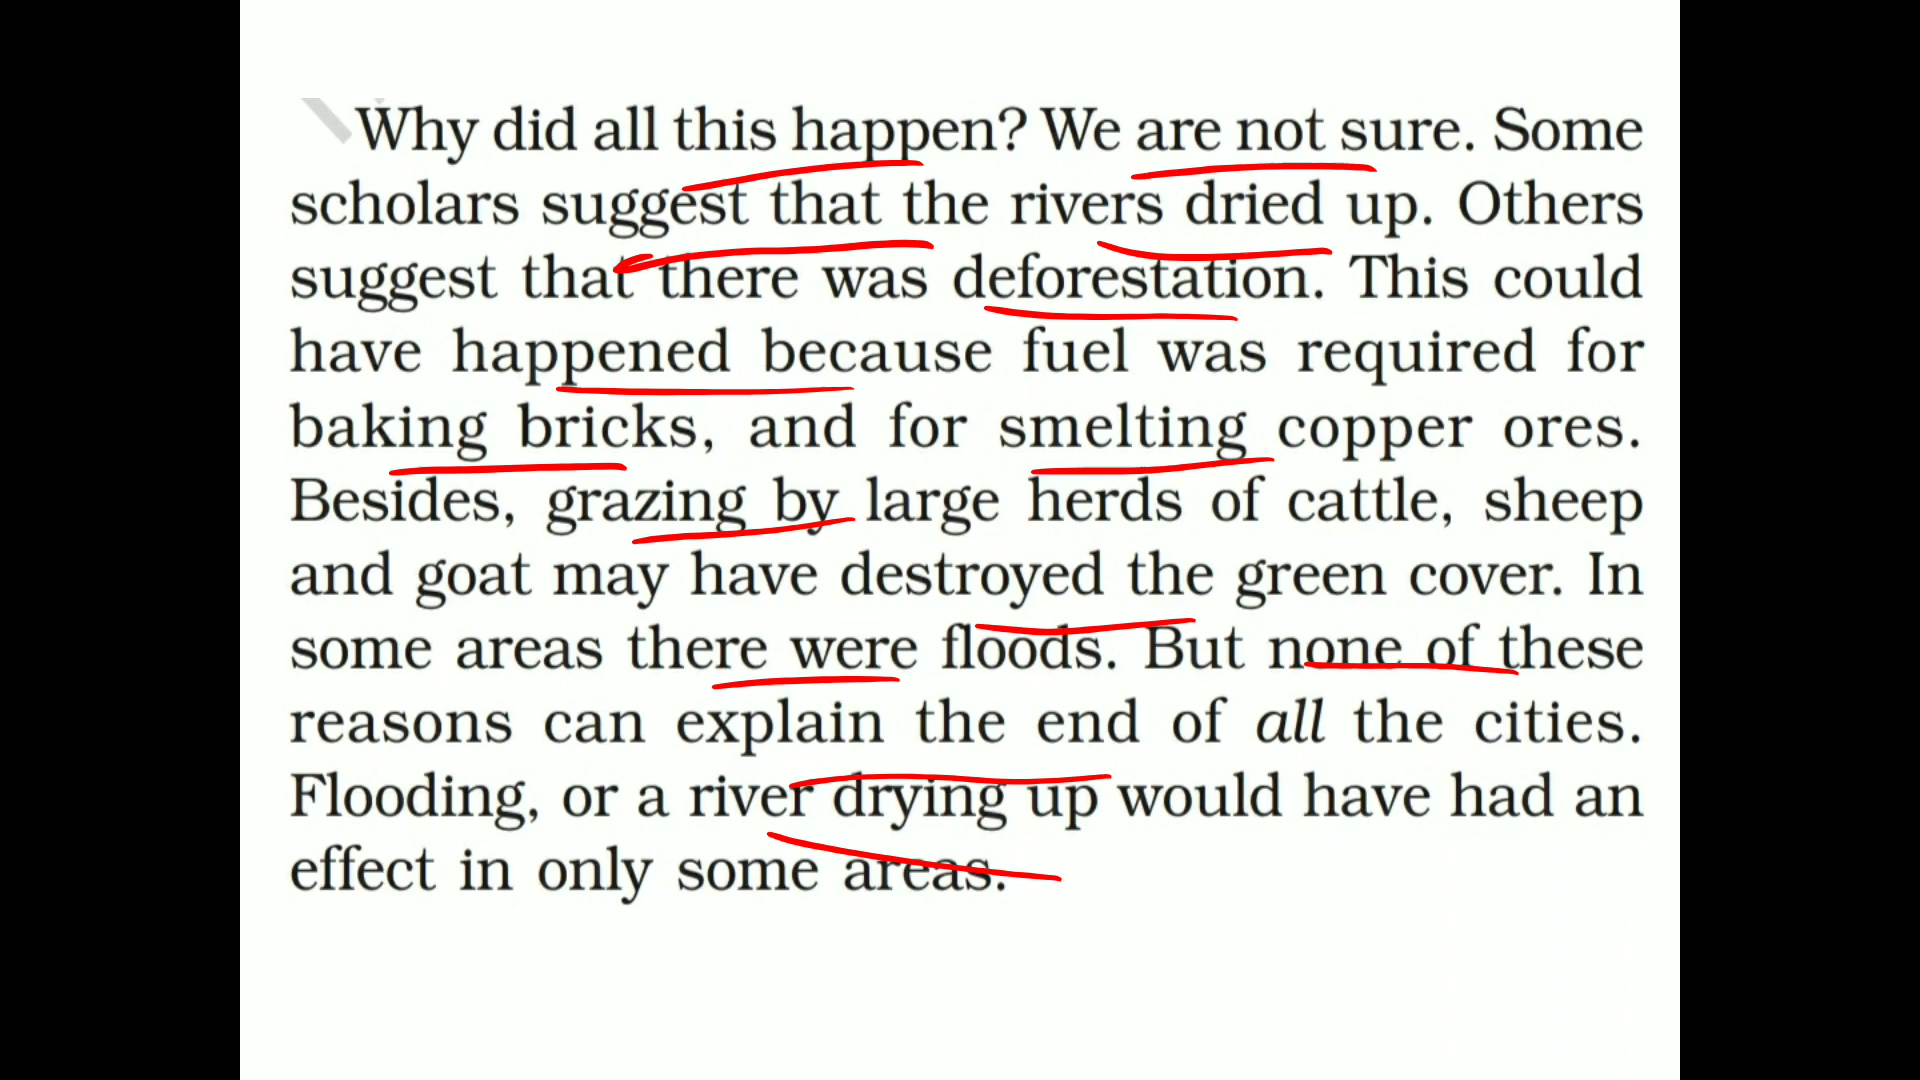 Why did all this happen? We are not sure. Some
scholars suggest that the rivers dried up. Others
suggest that there was deforestation. This could
have happened because fuel was required for
baking bricks, and for smelting copper ores.
Besides, grazing by large herds of cattle, sheep
and goat may have destroyed the green cover. In
some areas there were floods. But none of these
reasons can explain the end of all the cities.
Flooding, or a river drying up would have had an
effect in only some areas.